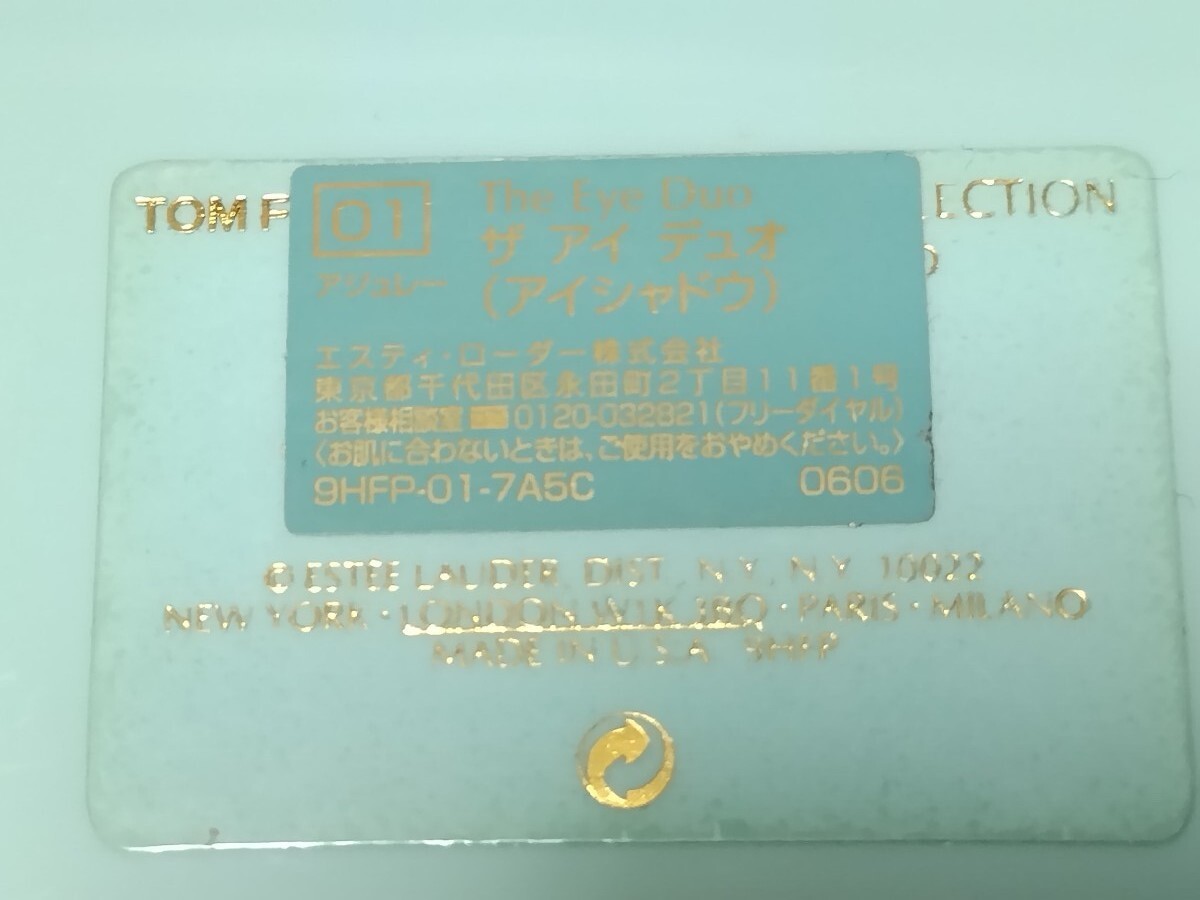 TOM F
ECTION
01
The Eye Duo
ザ アイ デュオ
アジュレー
(アイシャドウ)
エスティ・ローダー株式会社
東京都千代田区永田町2丁目11番1号
お客様相談室 0120-032821(フリーダイヤル)
〈お肌に合わないときは、ご使用をおやめください。〉
9HFP-01-7A5C 0606
© ESTEE LAUDER DIST. N.Y. N.Y. 10022
NEW YORK · LONDON W1K 3BQ · PARIS · MILANO
MADE IN U.S.A. 9HFP